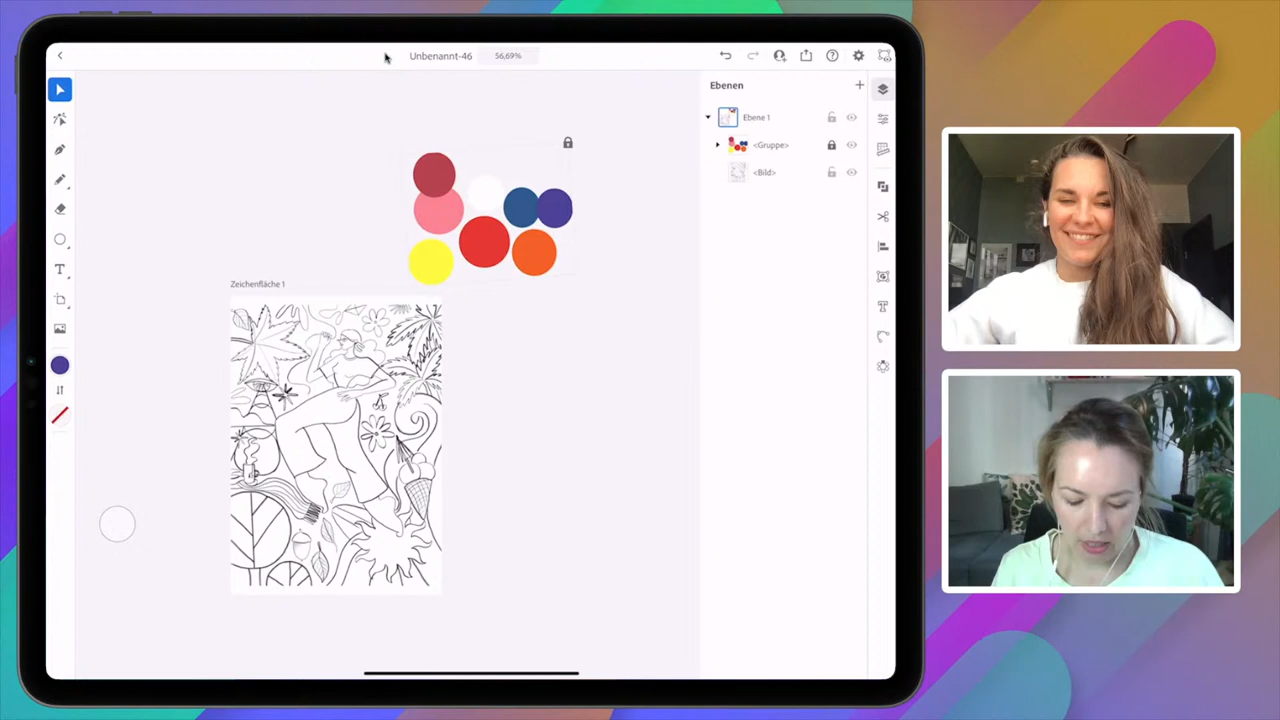 Unbenannt-46
56,69%
Ebenen
Ebene 1
<Gruppe>
<Bild>
Zeichenfläche 1